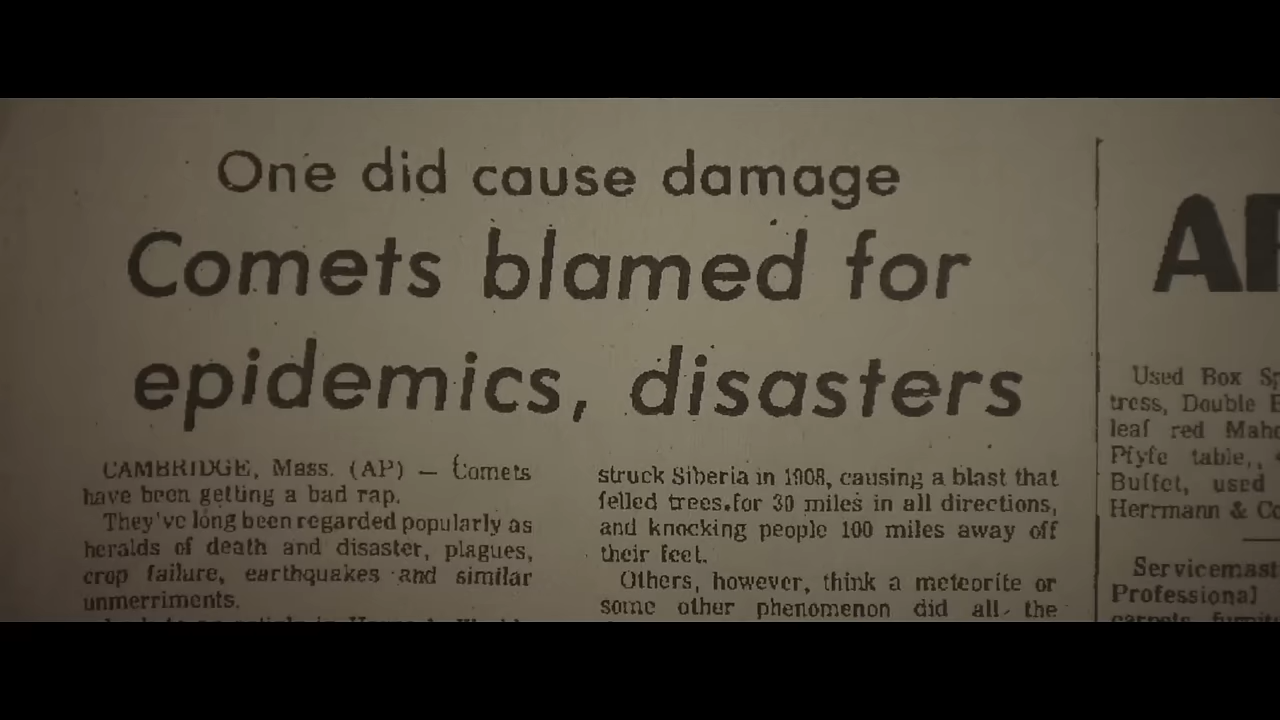 One did cause damage
Comets blamed for
epidemics, disasters
CAMBRIDGE, Mass. (AP) — Comets
have been getting a bad rap.
They've long been regarded popularly as
heralds of death and disaster, plagues,
crop failure, earthquakes and similar
unmerriments.
struck Siberia in 1908, causing a blast that
felled trees for 30 miles in all directions,
and knocking people 100 miles away off
their feet.
Others, however, think a meteorite or
some other phenomenon did all the
Used Box
tress, Double
leaf red
Pfyfe table,,
Buffet, used
Herrmann &
Professional